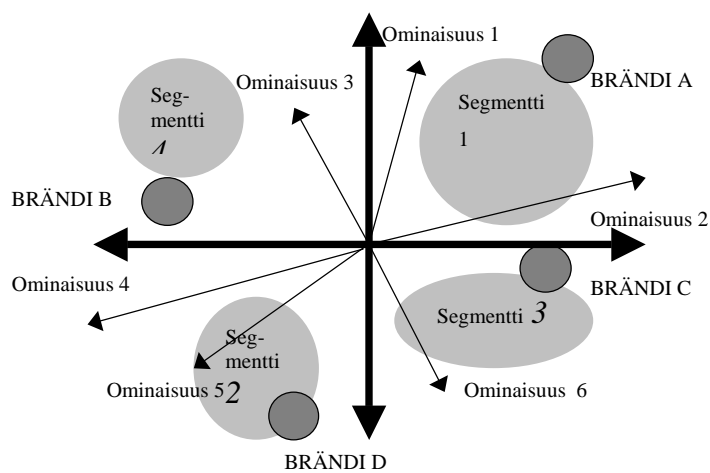 Ominaisuus 1
Seg-
mentti
Ominaisuus 3
Segmentti
1
BRÄNDI A
BRÄNDI B
Ominaisuus 2
Ominaisuus 4
BRÄNDI C
Segmentti 3
Seg-
mentti
2
Ominaisuus 5
Ominaisuus 6
BRÄNDI D